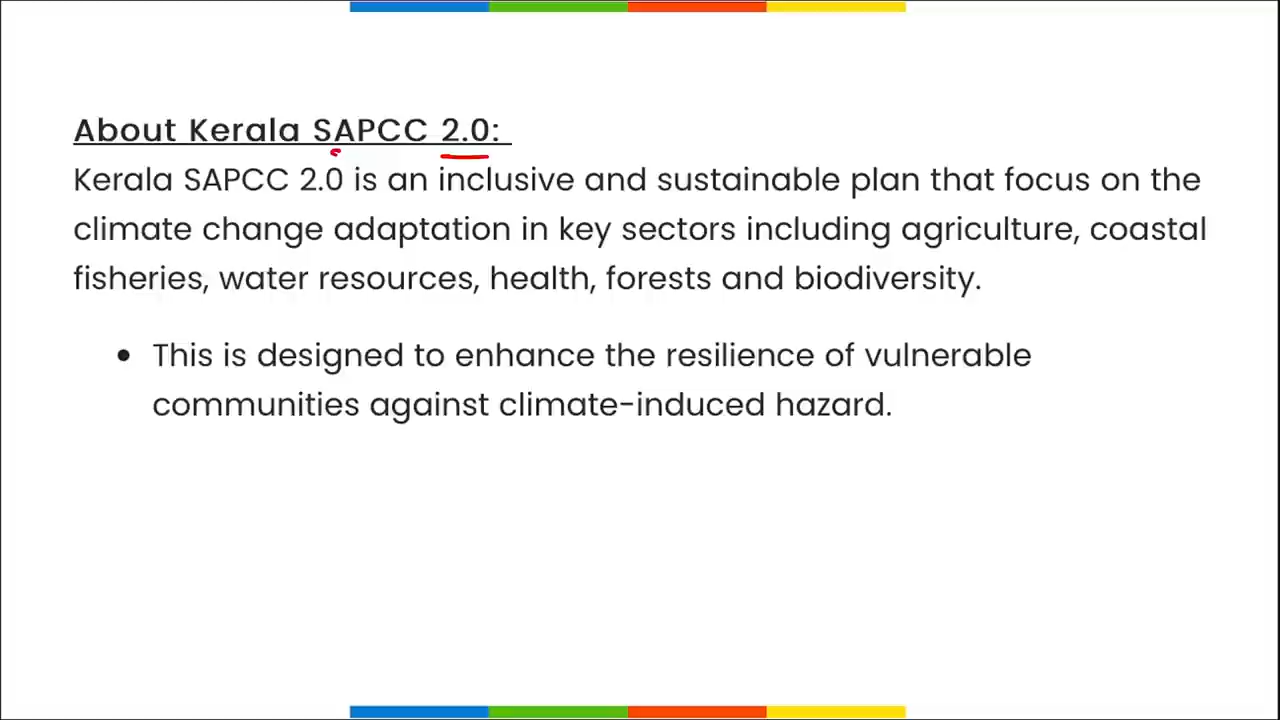 About Kerala SAPCC 2.0:
Kerala SAPCC 2.0 is an inclusive and sustainable plan that focus on the
climate change adaptation in key sectors including agriculture, coastal
fisheries, water resources, health, forests and biodiversity.
• This is designed to enhance the resilience of vulnerable
communities against climate-induced hazard.